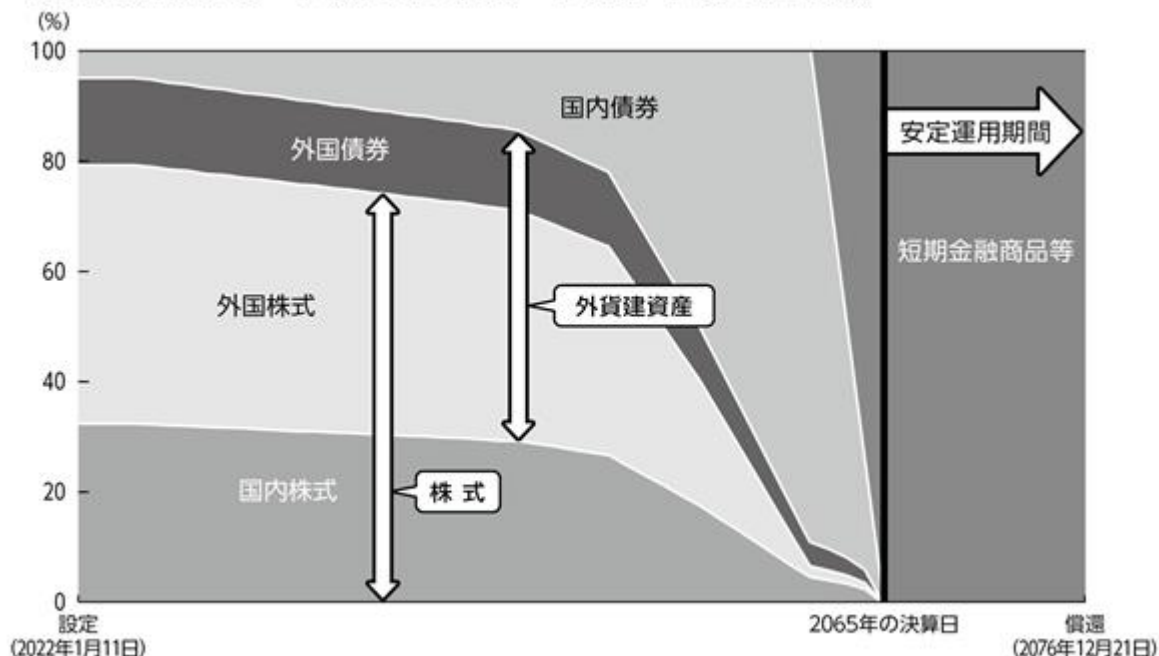 (%)
100
80
60
40
20
0
国内債券
外国債券
外国株式
国内株式
外貨建資産
株 式
安定運用期間
短期金融商品等
設定
(2022年1月11日)
2065年の決算日
償還
(2076年12月21日)